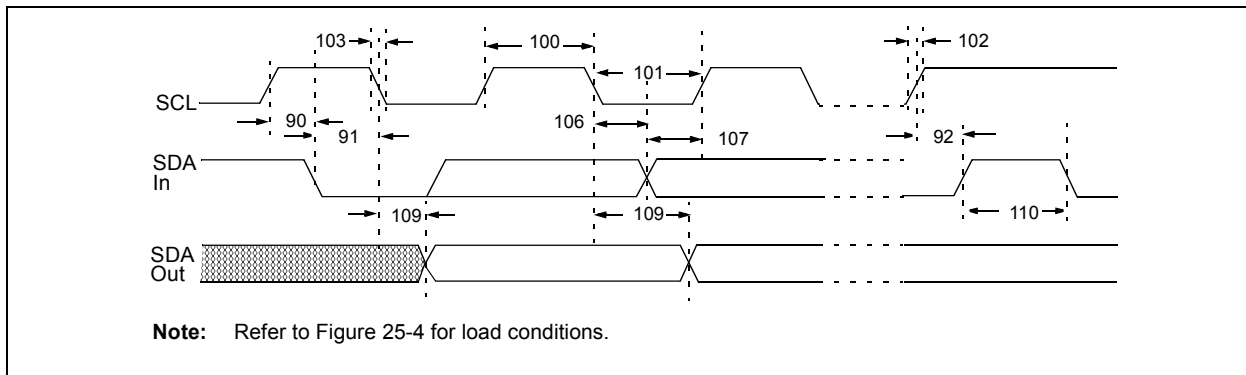 103
100
102
101
SCL
90
91
106
107
92
SDA
In
109
109
110
SDA
Out
Note: Refer to Figure 25-4 for load conditions.